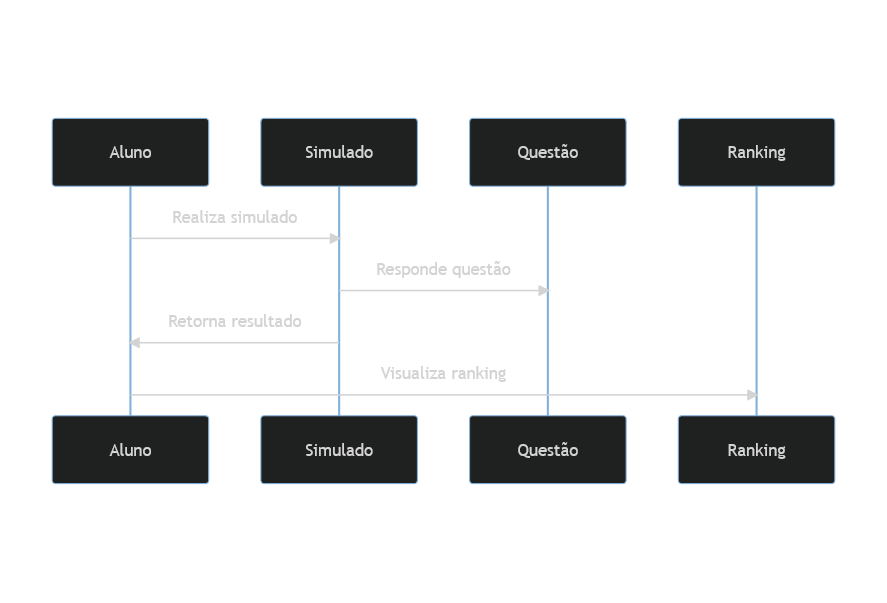 Aluno
Simulado
Questão
Ranking
Realiza simulado
Responde questão
Retorna resultado
Visualiza ranking
Aluno
Simulado
Questão
Ranking